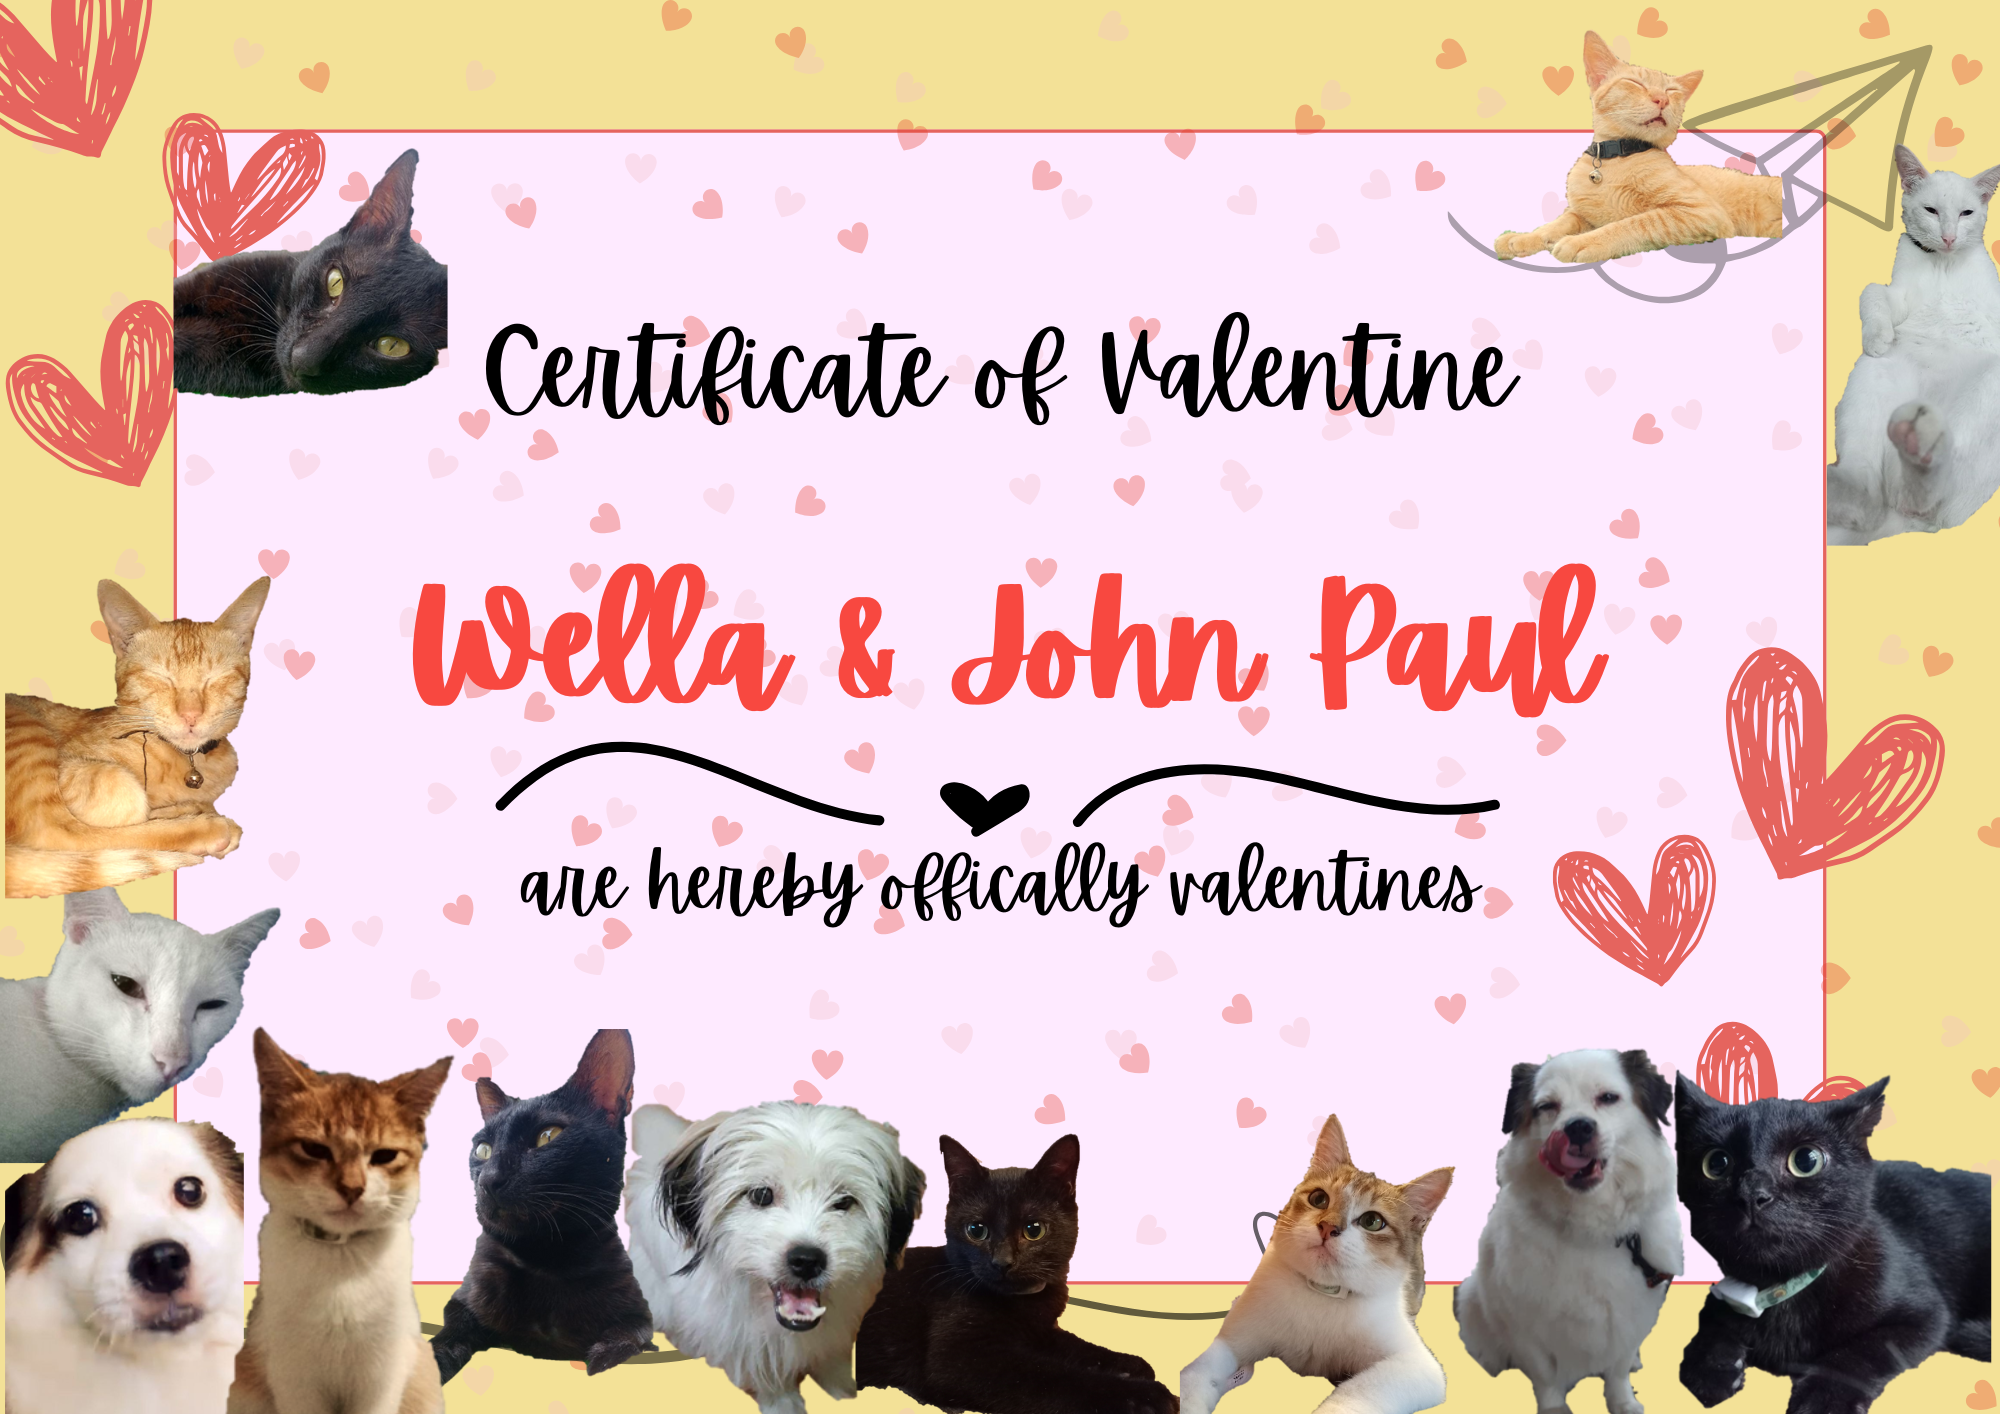 Certificate of Valentine
Wella & John Paul
are hereby offically valentines